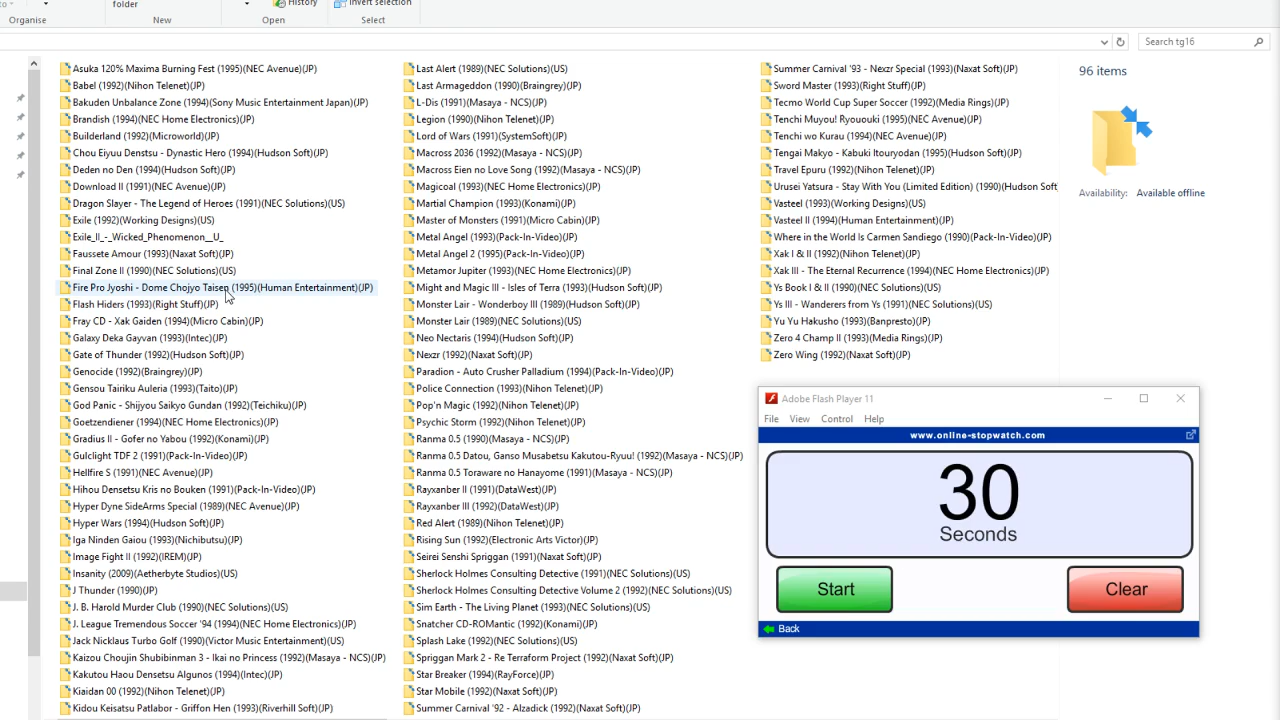 to
folder
History
Invert selection
Organise
New
Open
Select
Search tg16
Asuka 120% Maxima Burning Fest (1995)(NEC Avenue)(JP)
Babel (1992)(Nihon Telenet)(JP)
Bakuden Unbalance Zone (1994)(Sony Music Entertainment Japan)(JP)
Brandish (1994)(NEC Home Electronics)(JP)
Builderland (1992)(Microworld)(JP)
Chou Eiyuu Denstsu - Dynastic Hero (1994)(Hudson Soft)(JP)
Deden no Den (1994)(Hudson Soft)(JP)
Download II (1991)(NEC Avenue)(JP)
Dragon Slayer - The Legend of Heroes (1991)(NEC Solutions)(US)
Exile (1992)(Working Designs)(US)
Exile_II_-_Wicked_Phenomenon__U_
Faussete Amour (1993)(Naxat Soft)(JP)
Final Zone II (1990)(NEC Solutions)(US)
Fire Pro Jyoshi - Dome Chojyo Taisen (1995)(Human Entertainment)(JP)
Flash Hiders (1993)(Right Stuff)(JP)
Fray CD - Xak Gaiden (1994)(Micro Cabin)(JP)
Galaxy Deka Gayvan (1993)(Intec)(JP)
Gate of Thunder (1992)(Hudson Soft)(JP)
Genocide (1992)(Braingrey)(JP)
Gensou Tairiku Auleria (1993)(Taito)(JP)
God Panic - Shijyou Saikyo Gundan (1992)(Teichiku)(JP)
Goetzendiener (1992)(NEC Home Electronics)(JP)
Gradius II - Gofer no Yabou (1992)(Konami)(JP)
Gulclight TDF 2 (1991)(Pack-In-Video)(JP)
Hellfire S (1991)(NEC Avenue)(JP)
Hihou Densetsu Kris no Bouken (1991)(Pack-In-Video)(JP)
Hyper Dyne SideArms Special (1989)(NEC Avenue)(JP)
Hyper Wars (1994)(Hudson Soft)(JP)
Iga Ninden Gaiou (1993)(Nichibutsu)(JP)
Image Fight II (1992)(IREM)(JP)
Insanity (2009)(Aetherbyte Studios)(US)
J Thunder (1990)(JP)
J. B. Harold Murder Club (1990)(NEC Solutions)(US)
J. League Tremendous Soccer '94 (1994)(NEC Home Electronics)(JP)
Jack Nicklaus Turbo Golf (1990)(Victor Music Entertainment)(US)
Kaizou Choujin Shubibinman 3 - Ikai no Princess (1992)(Masaya - NCS)(JP)
Kakutou Haou Densetsu Algunos (1994)(Intec)(JP)
Kiaidan 00 (1992)(Nihon Telenet)(JP)
Kidou Keisatsu Patlabor - Griffon Hen (1993)(Riverhill Soft)(JP)
Last Alert (1989)(NEC Solutions)(US)
Last Armageddon (1990)(Braingrey)(JP)
L-Dis (1991)(Masaya - NCS)(JP)
Legion (1990)(Nihon Telenet)(JP)
Lord of Wars (1991)(SystemSoft)(JP)
Macross 2036 (1992)(Masaya - NCS)(JP)
Macross Eien no Love Song (1992)(Masaya - NCS)(JP)
Magicoal (1993)(NEC Home Electronics)(JP)
Martial Champion (1993)(Konami)(JP)
Master of Monsters (1991)(Micro Cabin)(JP)
Metal Angel (1993)(Pack-In-Video)(JP)
Metal Angel 2 (1995)(Pack-In-Video)(JP)
Metamor Jupiter (1993)(NEC Home Electronics)(JP)
Might and Magic III - Isles of Terra (1993)(Hudson Soft)(JP)
Monster Lair - Wonderboy III (1989)(Hudson Soft)(JP)
Monster Lair (1989)(NEC Solutions)(US)
Neo Nectaris (1994)(Hudson Soft)(JP)
Nexzr (1992)(Naxat Soft)(JP)
Paradion - Auto Crusher Palladium (1994)(Pack-In-Video)(JP)
Police Connection (1993)(Nihon Telenet)(JP)
Pop'n Magic (1992)(Nihon Telenet)(JP)
Psychic Storm (1992)(Nihon Telenet)(JP)
Ranma 0.5 (1990)(Masaya - NCS)(JP)
Ranma 0.5 Datou, Ganso Musabetsu Kakutou-Ryuu! (1992)(Masaya - NCS)(JP)
Ranma 0.5 Toraware no Hanayome (1991)(Masaya - NCS)(JP)
Rayxanber II (1991)(DataWest)(JP)
Rayxanber III (1992)(DataWest)(JP)
Red Alert (1989)(Nihon Telenet)(JP)
Rising Sun (1992)(Electronic Arts Victor)(JP)
Seirei Senshi Spriggan (1991)(Naxat Soft)(JP)
Sherlock Holmes Consulting Detective (1991)(NEC Solutions)(US)
Sherlock Holmes Consulting Detective Volume 2 (1992)(NEC Solutions)(US)
Sim Earth - The Living Planet (1993)(NEC Solutions)(US)
Snatcher CD-ROMantic (1992)(Konami)(JP)
Splash Lake (1992)(NEC Solutions)(US)
Spriggan Mark 2 - Re Terraform Project (1992)(Naxat Soft)(JP)
Star Breaker (1994)(RayForce)(JP)
Star Mobile (1992)(Naxat Soft)(JP)
Summer Carnival '92 - Alzadick (1992)(Naxat Soft)(JP)
Summer Carnival '93 - Nexzr Special (1993)(Naxat Soft)(JP)
Sword Master (1993)(Right Stuff)(JP)
Tecmo World Cup Super Soccer (1992)(Media Rings)(JP)
Tenchi Muyou! Ryououki (1995)(NEC Avenue)(JP)
Tenchi wo Kurau (1994)(NEC Avenue)(JP)
Tengai Makyo - Kabuki Itouryodan (1995)(Hudson Soft)(JP)
Travel Epuru (1992)(Nihon Telenet)(JP)
Urusei Yatsura - Stay With You (Limited Edition) (1990)(Hudson Soft
Vasteel (1993)(Working Designs)(US)
Vasteel II (1994)(Human Entertainment)(JP)
Where in the World Is Carmen Sandiego (1990)(Pack-In-Video)(JP)
Xak I & II (1992)(Nihon Telenet)(JP)
Xak III - The Eternal Recurrence (1994)(NEC Home Electronics)(JP)
Ys Book I & II (1990)(NEC Solutions)(US)
Ys III - Wanderers from Ys (1991)(NEC Solutions)(US)
Yu Yu Hakusho (1993)(Banpresto)(JP)
Zero 4 Champ II (1993)(Media Rings)(JP)
Zero Wing (1992)(Naxat Soft)(JP)
96 items
Availability: Available offline
Adobe Flash Player 11
File View Control Help
www.online-stopwatch.com
30
Seconds
Start
Clear
Back